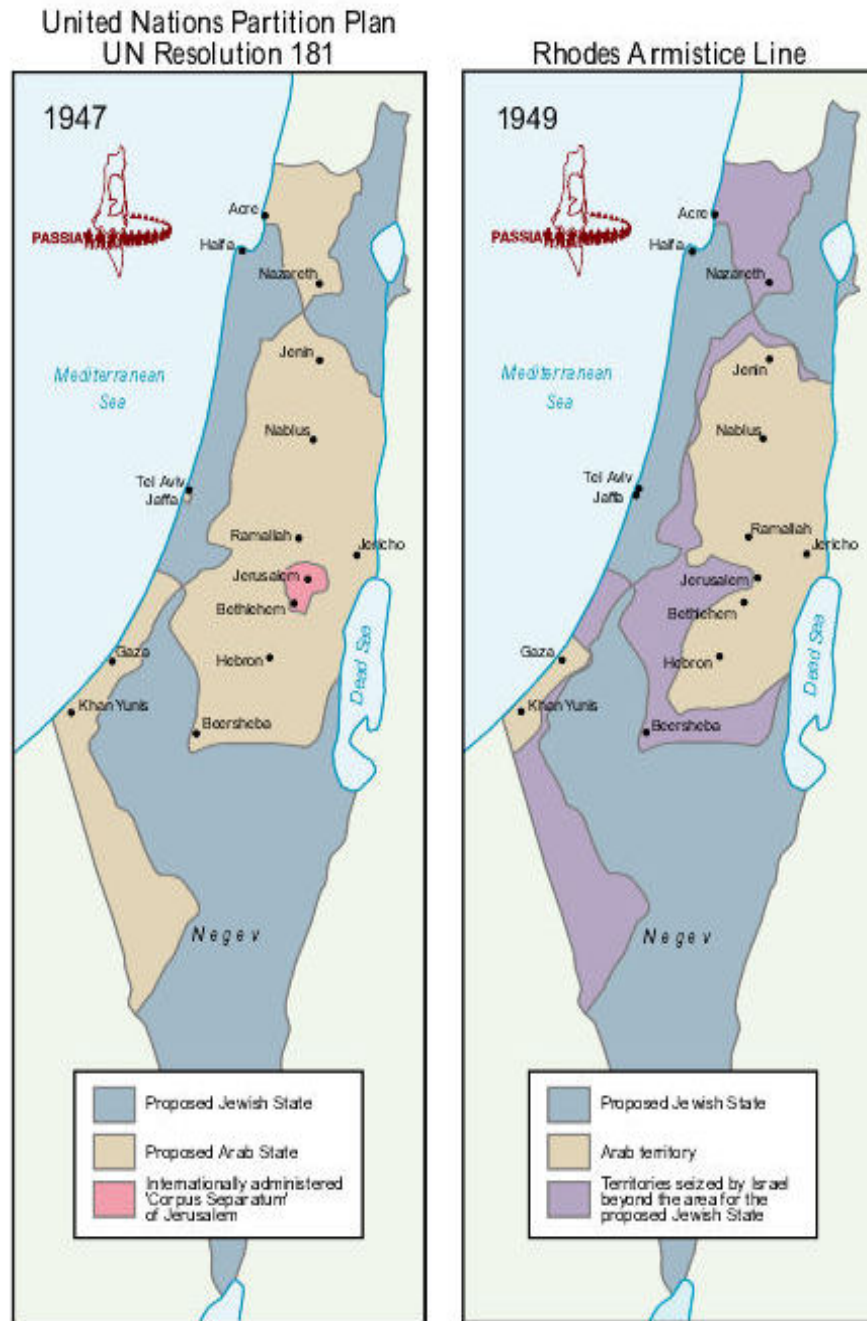 United Nations Partition Plan
UN Resolution 181
1947
PASSIA
Acre
Haifa
Nazareth
Jenin
Mediterranean
Sea
Nablus
Tel Aviv
Jaffa
Ramallah
Jericho
Jerusalem
Bethlehem
Gaza
Hebron
Dead Sea
Khan Yunis
Beersheba
Negev
Proposed Jewish State
Proposed Arab State
Internationally administered
'Corpus Separatum'
of Jerusalem
Rhodes Armistice Line
1949
PASSIA
Acre
Haifa
Nazareth
Jenin
Mediterranean
Sea
Nablus
Tel Aviv
Jaffa
Ramallah
Jericho
Jerusalem
Bethlehem
Gaza
Hebron
Dead Sea
Khan Yunis
Beersheba
Negev
Proposed Jewish State
Arab territory
Territories seized by Israel
beyond the area for the
proposed Jewish State